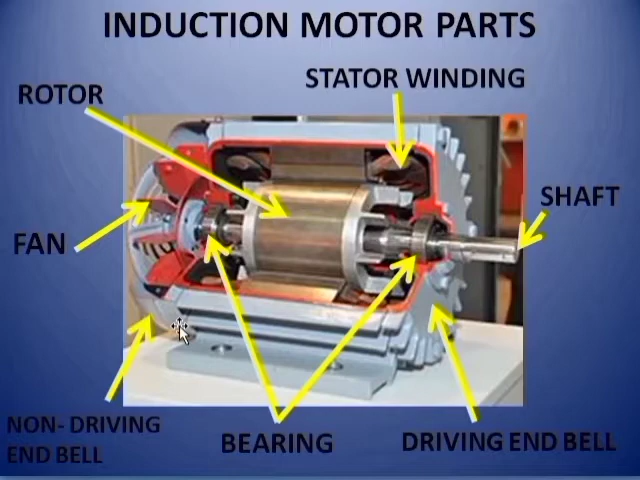 INDUCTION MOTOR PARTS
STATOR WINDING
ROTOR
SHAFT
FAN
NON- DRIVING
END BELL
BEARING
DRIVING END BELL